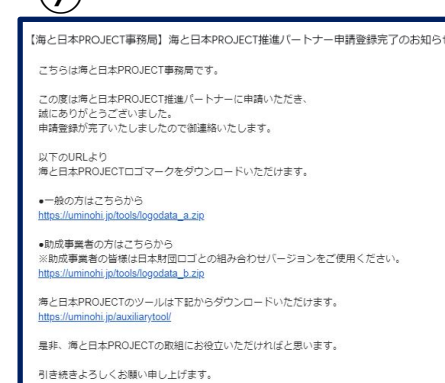 ⑦
【海と日本PROJECT事務局】海と日本PROJECT推進パートナー申請登録完了のお知らせ
こちらは海と日本PROJECT事務局です。
この度は海と日本PROJECT推進パートナーに申請いただき、
誠にありがとうございました。
申請登録が完了いたしましたので御連絡いたします。
以下のURLより
海と日本PROJECTロゴマークをダウンロードいただけます。
●一般の方はこちらから
https://uminohi.jp/tools/logodata_a.zip
●助成事業者の方はこちらから
※助成事業者の皆様は日本財団ロゴとの組み合わせバージョンをご使用ください。
https://uminohi.jp/tools/logodata_b.zip
海と日本PROJECTのツールは下記からダウンロードいただけます。
https://uminohi.jp/auxiliarytool/
是非、海と日本PROJECTの取組にお役立ていただければと思います。
引き続きよろしくお願い申し上げます。